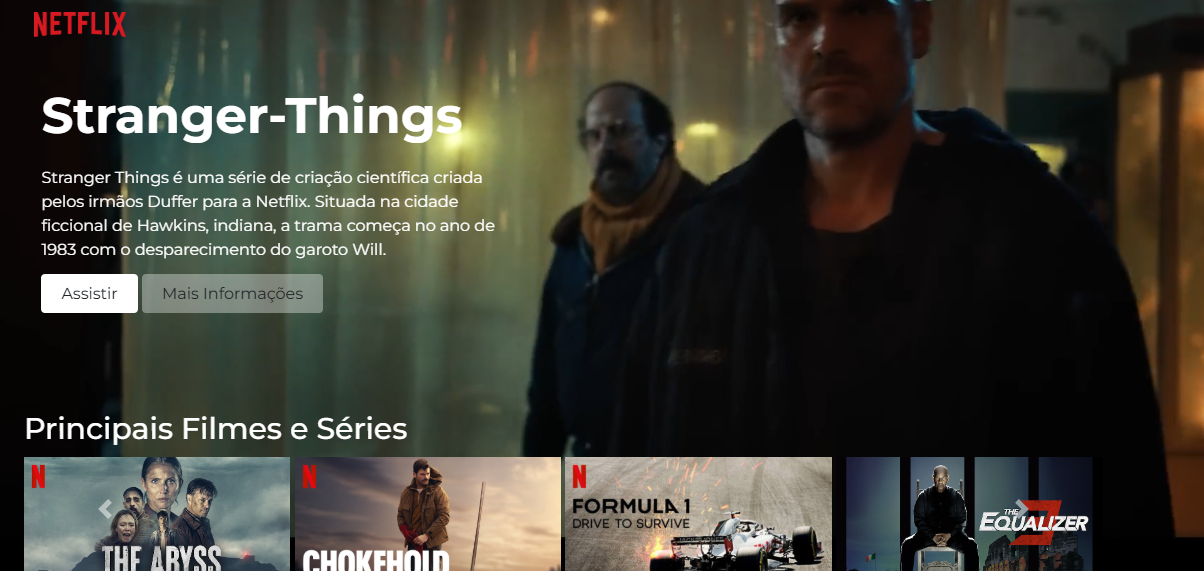 NETFLIX
Stranger-Things
Stranger Things é uma série de criação científica criada
pelos irmãos Duffer para a Netflix. Situada na cidade
ficcional de Hawkins, indiana, a trama começa no ano de
1983 com o desparecimento do garoto Will.
Assistir
Mais Informações
Principais Filmes e Séries
N
THE ABYSS
N
CHOKEHOLD
N
FORMULA 1
DRIVE TO SURVIVE
THE
EQUALIZER
3